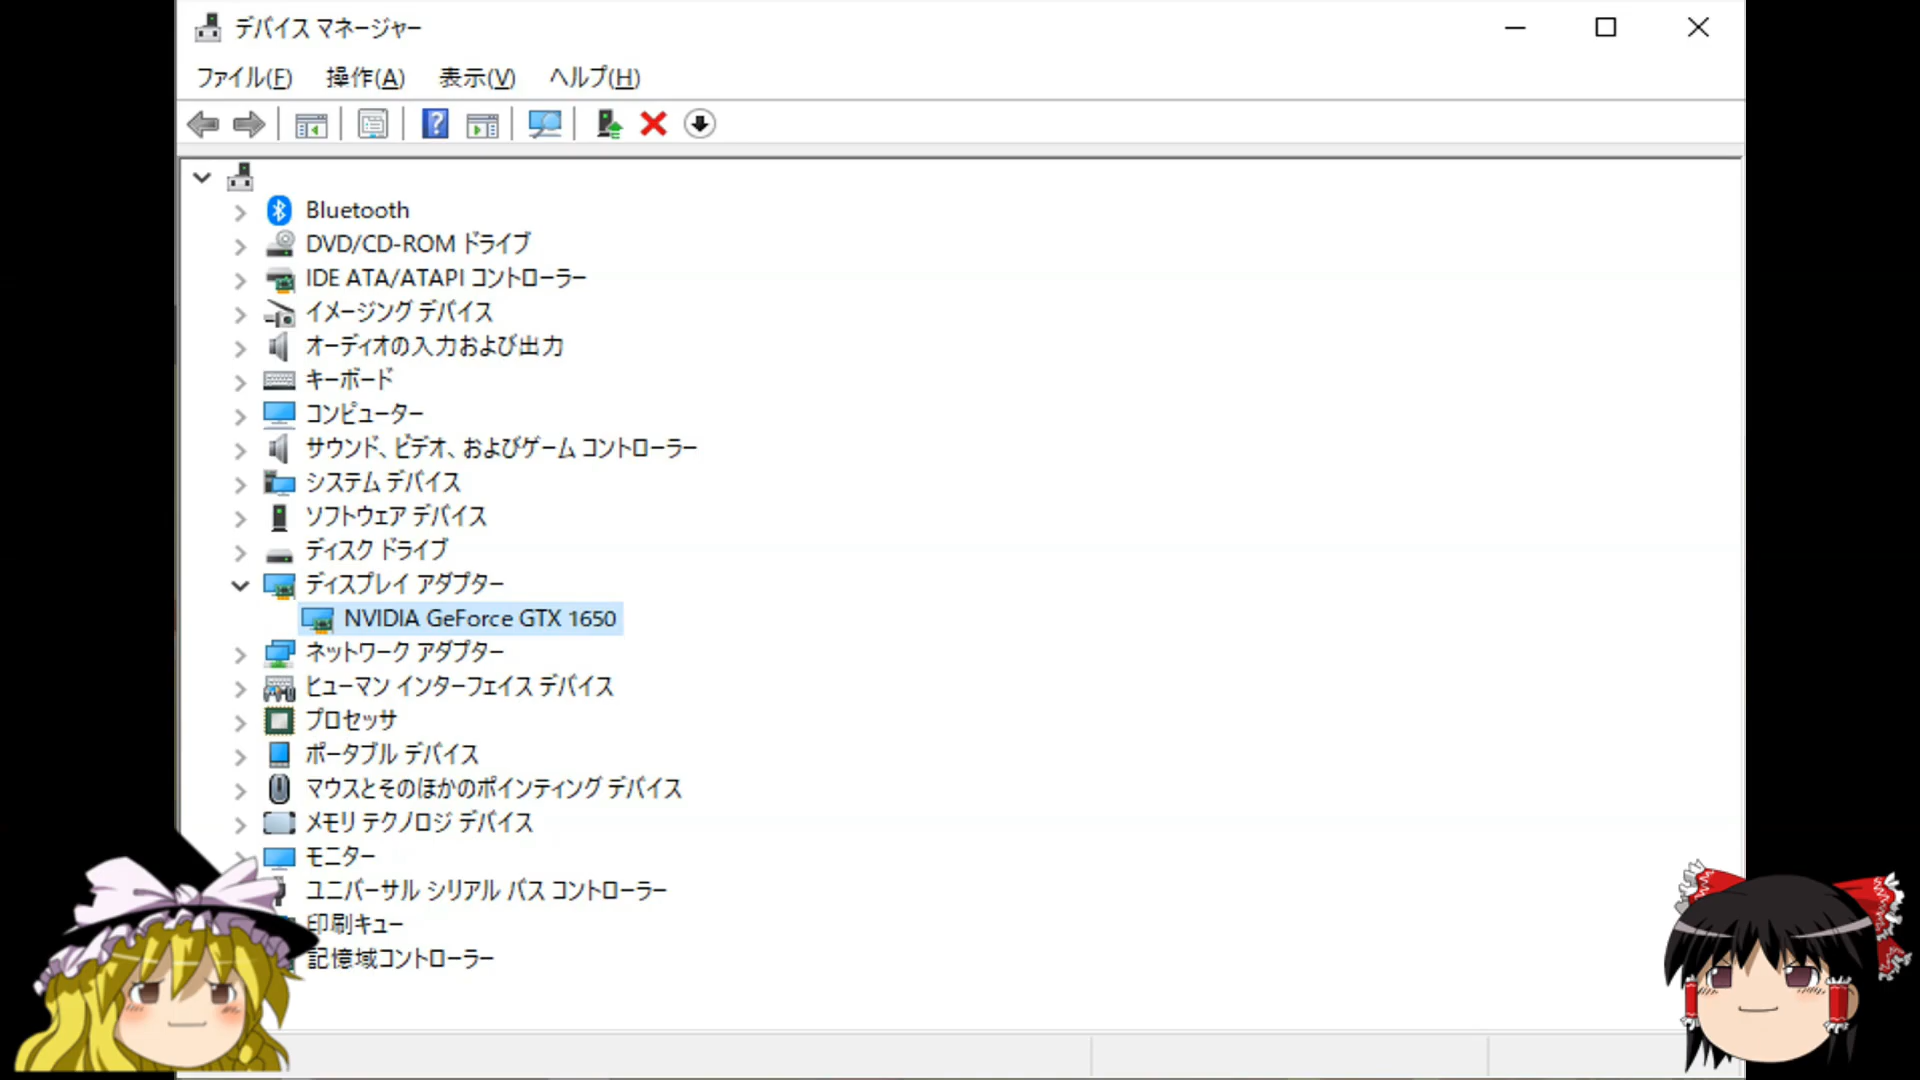 デバイス マネージャー
ファイル(F) 操作(A) 表示(V) ヘルプ(H)
Bluetooth
DVD/CD-ROM ドライブ
IDE ATA/ATAPI コントローラー
イメージング デバイス
オーディオの入力および出力
キーボード
コンピューター
サウンド、ビデオ、およびゲーム コントローラー
システム デバイス
ソフトウェア デバイス
ディスク ドライブ
ディスプレイ アダプター
NVIDIA GeForce GTX 1650
ネットワーク アダプター
ヒューマン インターフェイス デバイス
プロセッサ
ポータブル デバイス
マウスとそのほかのポインティング デバイス
メモリ テクノロジ デバイス
モニター
ユニバーサル シリアル バス コントローラー
印刷キュー
記憶域コントローラー